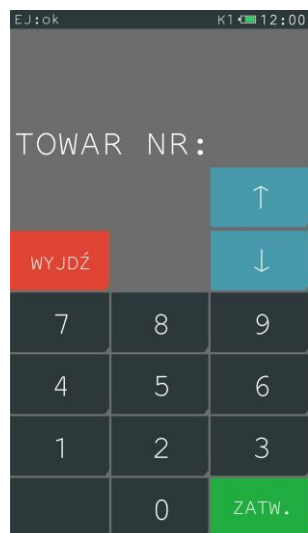 EJ:ok K1 12:00
TOWAR NR:
↑
WYJDŹ ↓
7 8 9
4 5 6
1 2 3
0 ZATW.